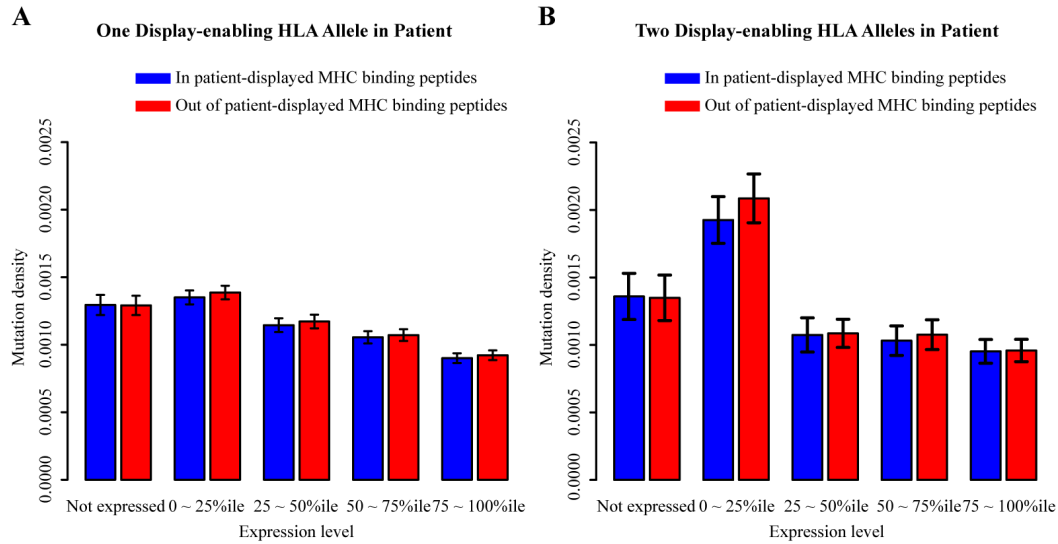 A
One Display-enabling HLA Allele in Patient
In patient-displayed MHC binding peptides
Out of patient-displayed MHC binding peptides
Mutation density
0.0025
0.0020
0.0015
0.0010
0.0005
0.0000
Not expressed
0 ~ 25%ile
25 ~ 50%ile
50 ~ 75%ile
75 ~ 100%ile
Expression level
B
Two Display-enabling HLA Alleles in Patient
In patient-displayed MHC binding peptides
Out of patient-displayed MHC binding peptides
Mutation density
0.0025
0.0020
0.0015
0.0010
0.0005
0.0000
Not expressed
0 ~ 25%ile
25 ~ 50%ile
50 ~ 75%ile
75 ~ 100%ile
Expression level